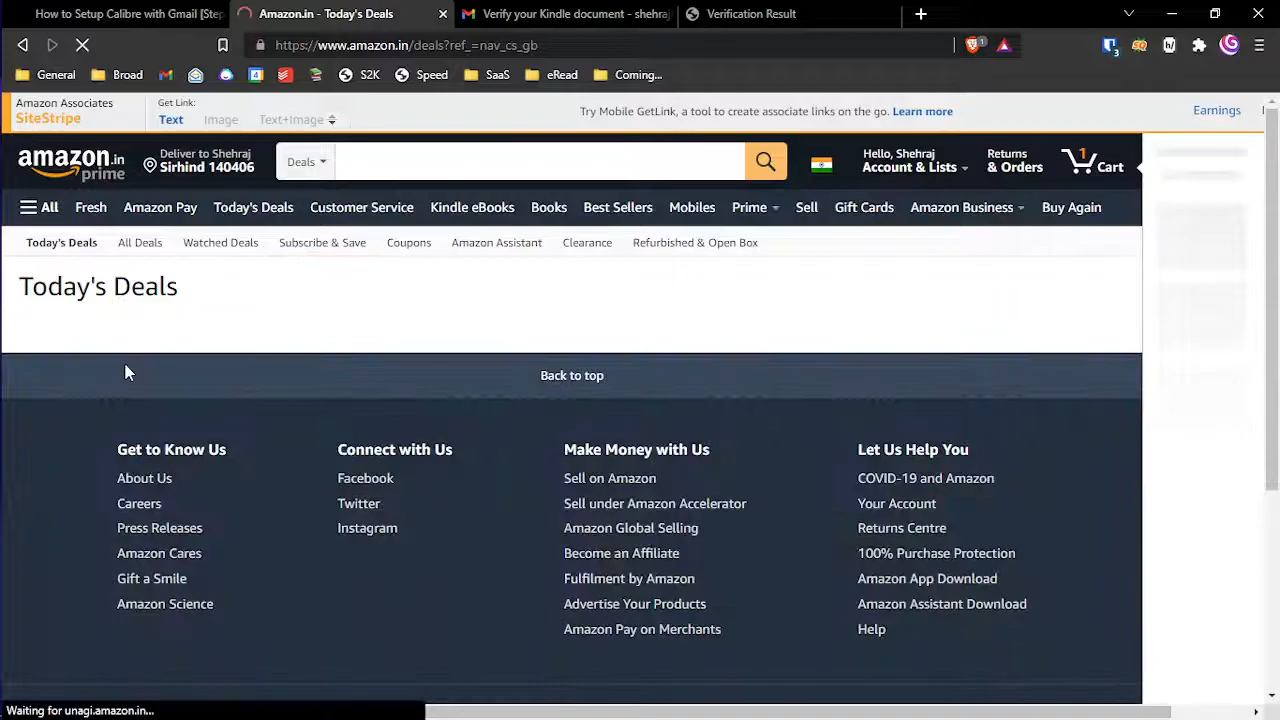 How to Setup Calibre with Gmail [Step
Amazon.in - Today's Deals
Verify your Kindle document - shehraj
Verification Result
https://www.amazon.in/deals?ref_=nav_cs_gb
1
3
General
Broad
4
S2K
Speed
SaaS
eRead
Coming...
Amazon Associates
SiteStripe
Get Link:
Text
Image
Text+Image
Try Mobile GetLink, a tool to create associate links on the go. Learn more
Earnings
amazon.in
prime
Deliver to Shehraj
Sirhind 140406
Deals
Hello, Shehraj
Account & Lists
Returns
& Orders
1
Cart
All
Fresh
Amazon Pay
Today's Deals
Customer Service
Kindle eBooks
Books
Best Sellers
Mobiles
Prime
Sell
Gift Cards
Amazon Business
Buy Again
Today's Deals
All Deals
Watched Deals
Subscribe & Save
Coupons
Amazon Assistant
Clearance
Refurbished & Open Box
Today's Deals
Back to top
Get to Know Us
About Us
Careers
Press Releases
Amazon Cares
Gift a Smile
Amazon Science
Connect with Us
Facebook
Twitter
Instagram
Make Money with Us
Sell on Amazon
Sell under Amazon Accelerator
Amazon Global Selling
Become an Affiliate
Fulfilment by Amazon
Advertise Your Products
Amazon Pay on Merchants
Let Us Help You
COVID-19 and Amazon
Your Account
Returns Centre
100% Purchase Protection
Amazon App Download
Amazon Assistant Download
Help
Waiting for unagi.amazon.in...